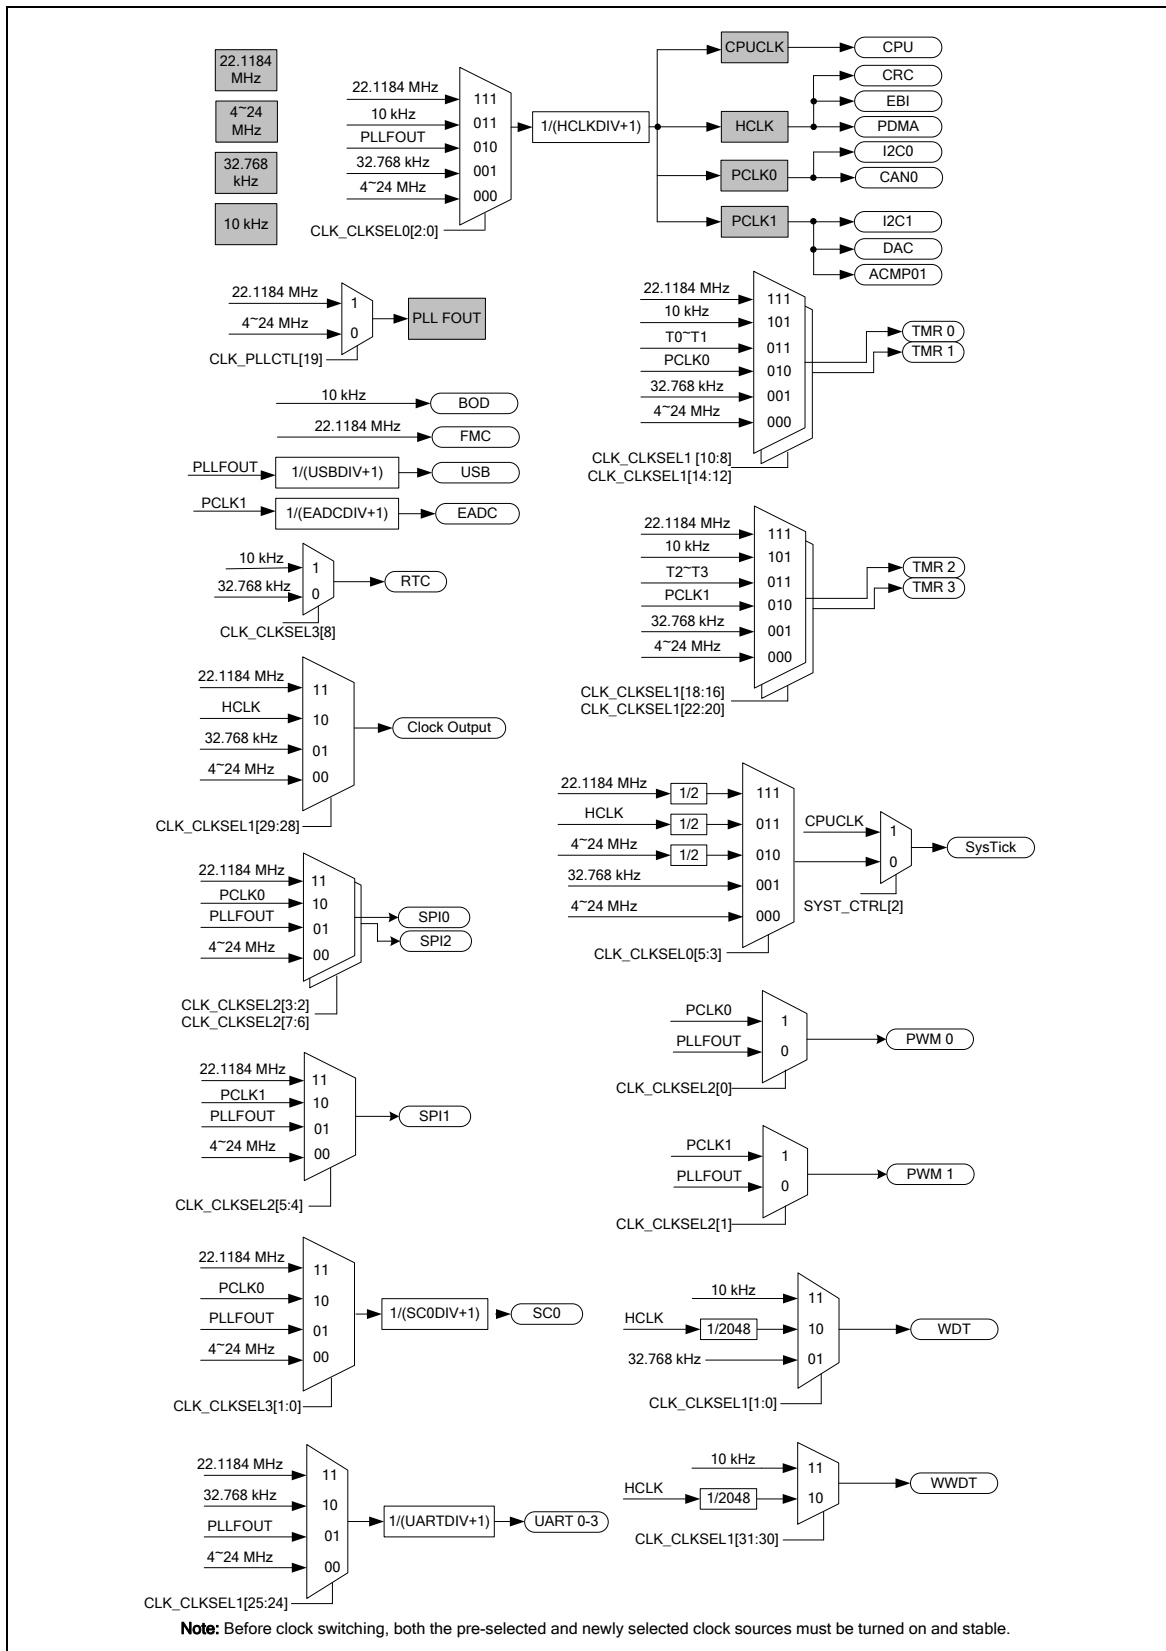 22.1184
MHz
4~24
MHz
32.768
kHz
10 kHz
22.1184 MHz
10 kHz
PLLFOUT
32.768 kHz
4~24 MHz
111
011
010
001
000
CLK_CLKSEL0[2:0]
1/(HCLKDIV+1)
CPUCLK
HCLK
PCLK0
PCLK1
CPU
CRC
EBI
PDMA
I2C0
CAN0
I2C1
DAC
ACMP01
22.1184 MHz
4~24 MHz
1
0
CLK_PLLCTL[19]
PLL FOUT
10 kHz
BOD
22.1184 MHz
FMC
PLLFOUT
1/(USBDIV+1)
USB
PCLK1
1/(EADCDIV+1)
EADC
10 kHz
32.768 kHz
1
0
RTC
CLK_CLKSEL3[8]
22.1184 MHz
HCLK
32.768 kHz
4~24 MHz
11
10
01
00
Clock Output
CLK_CLKSEL1[29:28]
22.1184 MHz
PCLK0
PLLFOUT
4~24 MHz
11
10
01
00
SPI0
SPI2
CLK_CLKSEL2[3:2]
CLK_CLKSEL2[7:6]
22.1184 MHz
PCLK1
PLLFOUT
4~24 MHz
11
10
01
00
SPI1
CLK_CLKSEL2[5:4]
22.1184 MHz
PCLK0
PLLFOUT
4~24 MHz
11
10
01
00
1/(SC0DIV+1)
SC0
CLK_CLKSEL3[1:0]
22.1184 MHz
32.768 kHz
PLLFOUT
4~24 MHz
11
10
01
00
1/(UARTDIV+1)
UART 0-3
CLK_CLKSEL1[25:24]
22.1184 MHz
10 kHz
T0~T1
PCLK0
32.768 kHz
4~24 MHz
111
101
011
010
001
000
TMR 0
TMR 1
CLK_CLKSEL1 [10:8]
CLK_CLKSEL1[14:12]
22.1184 MHz
10 kHz
T2~T3
PCLK1
32.768 kHz
4~24 MHz
111
101
011
010
001
000
TMR 2
TMR 3
CLK_CLKSEL1[18:16]
CLK_CLKSEL1[22:20]
22.1184 MHz
HCLK
4~24 MHz
32.768 kHz
4~24 MHz
1/2
1/2
1/2
111
011
010
001
000
CLK_CLKSEL0[5:3]
CPUCLK
1
0
SYST_CTRL[2]
SysTick
PCLK0
PLLFOUT
1
0
PWM 0
CLK_CLKSEL2[0]
PCLK1
PLLFOUT
1
0
PWM 1
CLK_CLKSEL2[1]
10 kHz
HCLK
1/2048
32.768 kHz
11
10
01
WDT
CLK_CLKSEL1[1:0]
10 kHz
HCLK
1/2048
11
10
WWDT
CLK_CLKSEL1[31:30]
Note: Before clock switching, both the pre-selected and newly selected clock sources must be turned on and stable.